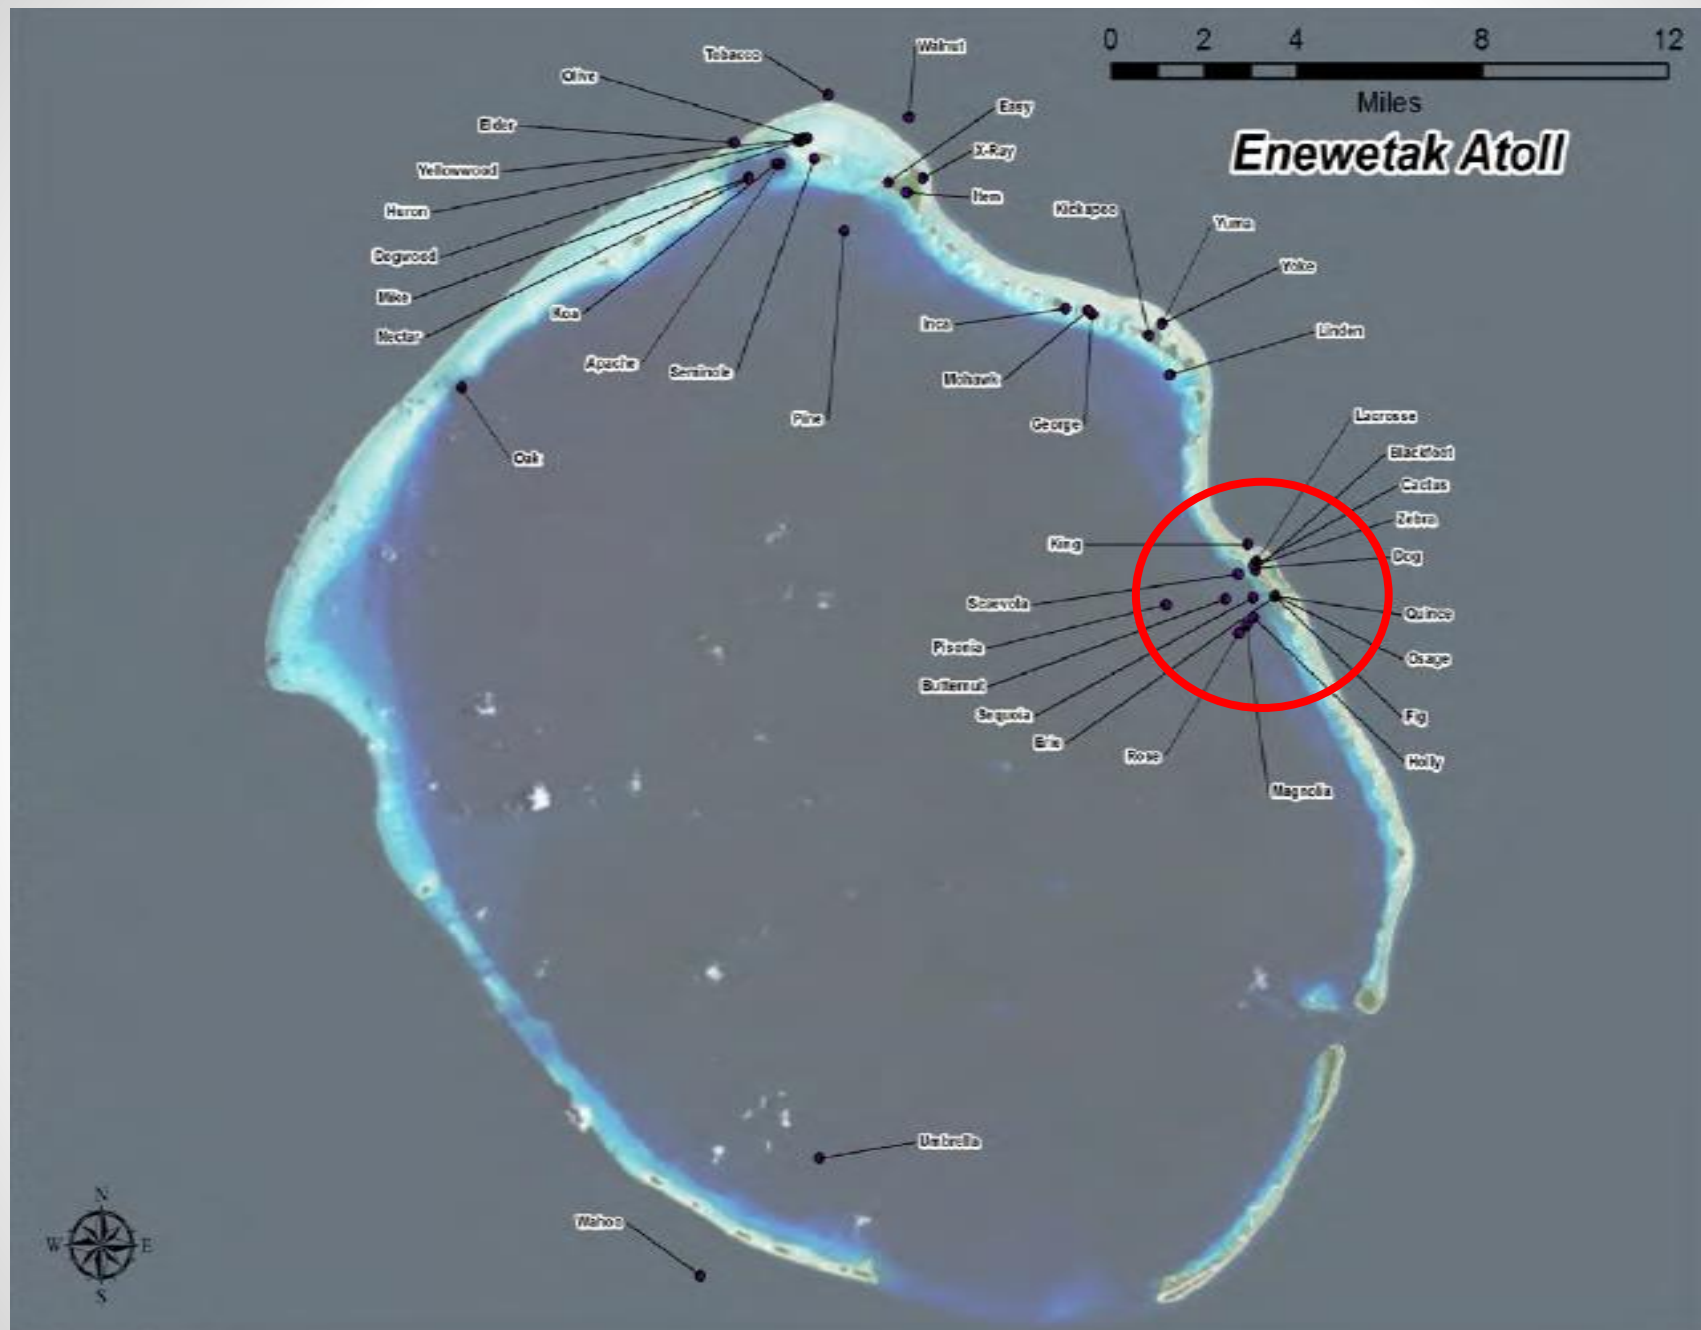 0 2 4 8 12
Miles
Enewetak Atoll
Walnut
Tobacco
Olive
Easy
Elder
X-Ray
Yellowwood
Item
Huron
Kickapoo
Yuma
Dogwood
Yoke
Mike
Koa
Inca
Linden
Nectar
Apache
Seminole
Mohawk
Pine
George
Lacrosse
Oak
Blackfoot
Cactus
Zebra
King
Dog
Scaevola
Quince
Pisonia
Osage
Butternut
Sequoia
Fig
Erie
Rose
Holly
Magnolia
Umbrella
Wahoo
N
W E
S